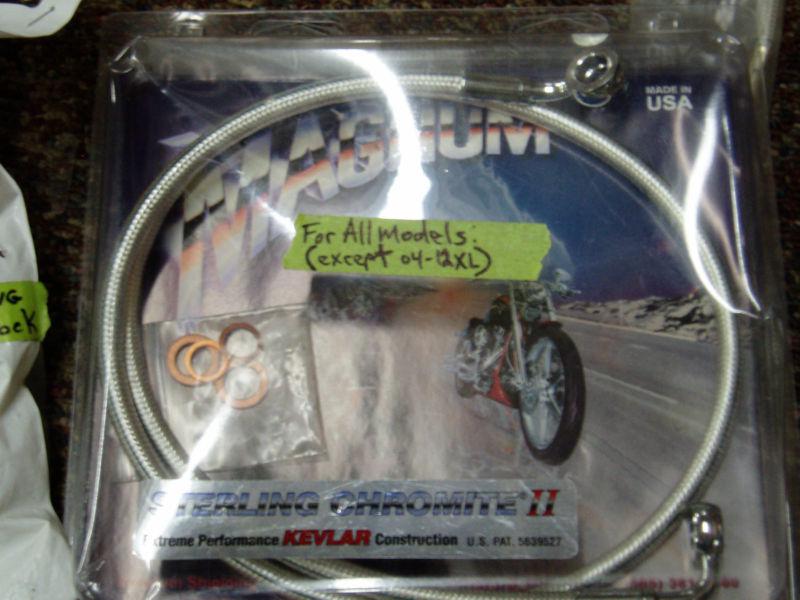 MADE IN
USA
MAGNUM
For All Models:
(except 04-12XL)
STERLING CHROMITE® II
Extreme Performance KEVLAR Construction U.S. PAT. 5639527